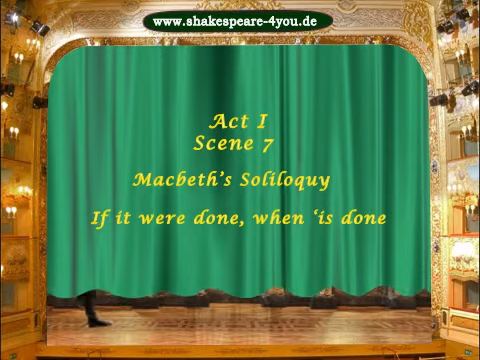 www.shakespeare-4you.de
Act I
Scene 7
Macbeth's Soliloquy
If it were done, when ‘is done